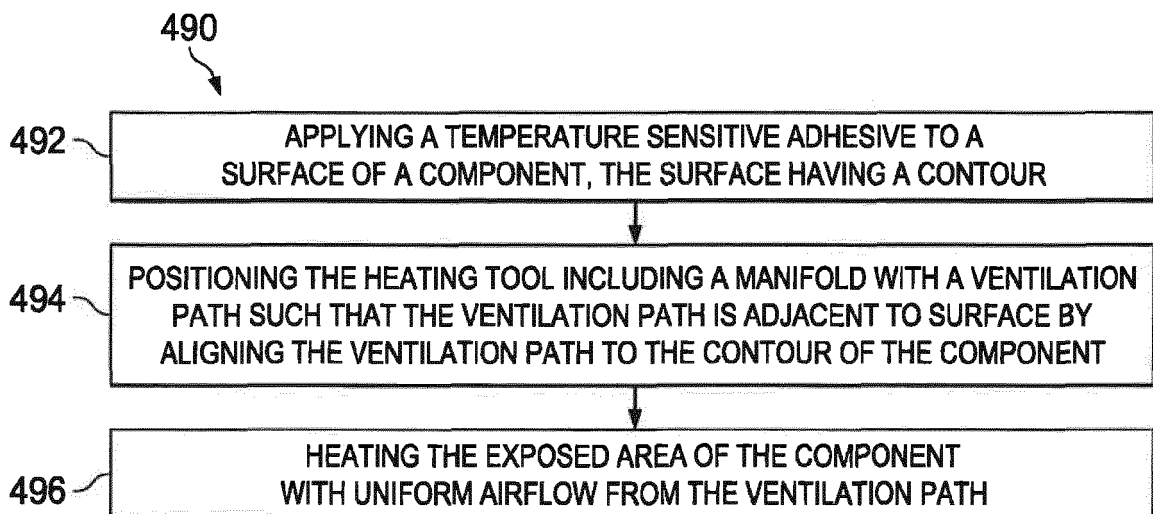 490
492
APPLYING A TEMPERATURE SENSITIVE ADHESIVE TO A
SURFACE OF A COMPONENT, THE SURFACE HAVING A CONTOUR
494
POSITIONING THE HEATING TOOL INCLUDING A MANIFOLD WITH A VENTILATION
PATH SUCH THAT THE VENTILATION PATH IS ADJACENT TO SURFACE BY
ALIGNING THE VENTILATION PATH TO THE CONTOUR OF THE COMPONENT
496
HEATING THE EXPOSED AREA OF THE COMPONENT
WITH UNIFORM AIRFLOW FROM THE VENTILATION PATH